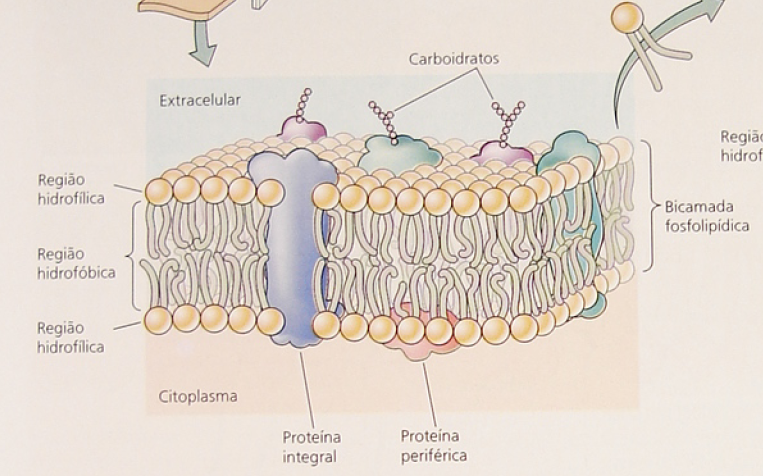 Carboidratos
Extracelular
Região
hidrofílica
Região
hidrofóbica
Região
hidrofílica
Bicamada
fosfolipídica
Citoplasma
Proteína
integral
Proteína
periférica